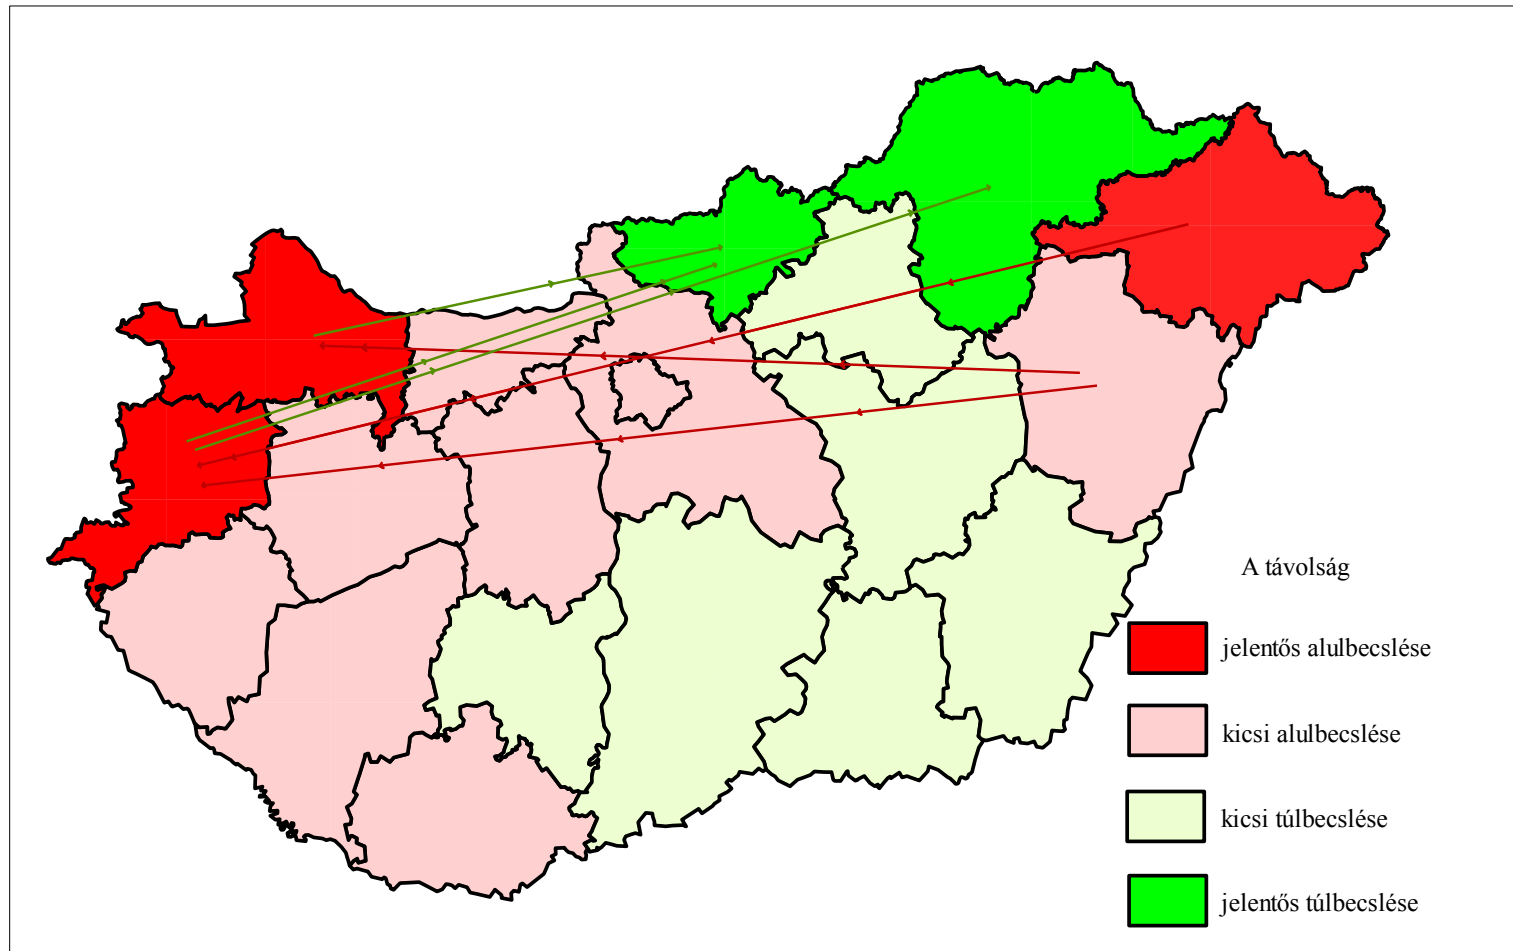 A távolság
jelentős alulbecslése
kicsi alulbecslése
kicsi túlbecslése
jelentős túlbecslése